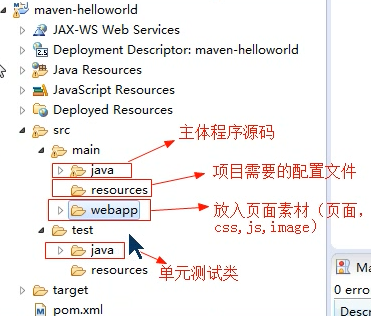 maven-helloworld
JAX-WS Web Services
Deployment Descriptor: maven-helloworld
Java Resources
JavaScript Resources
Deployed Resources
src
主体程序源码
main
java
项目需要的配置文件
resources
webapp
放入页面素材（页面，
css,js,image）
test
java
单元测试类
resources
target
pom.xml
Ma
0 erro
Descr